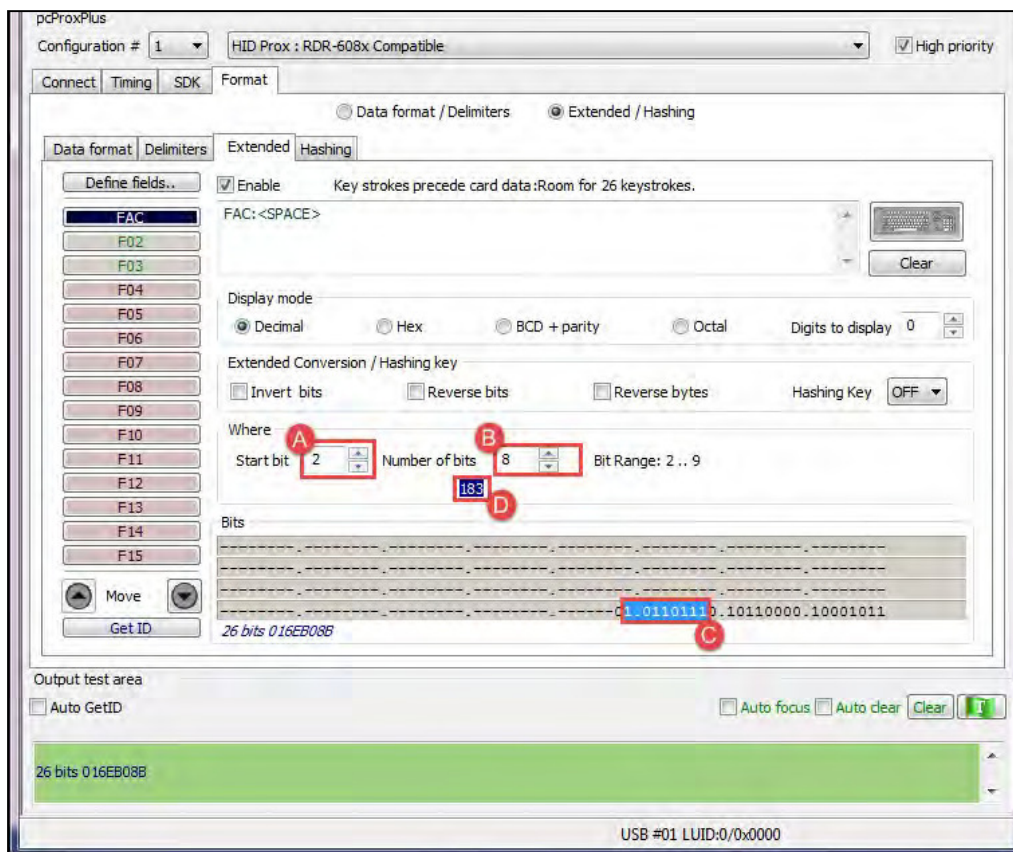 pcProxPlus
Configuration # 1 HID Prox : RDR-608x Compatible High priority
Connect Timing SDK Format
Data format / Delimiters Extended / Hashing
Data format Delimiters Extended Hashing
Define fields.. Enable Key strokes precede card data:Room for 26 keystrokes.
FAC FAC:<SPACE>
F02
F03 Clear
F04 Display mode
F05 Decimal Hex BCD + parity Octal Digits to display 0
F06
F07 Extended Conversion / Hashing key
F08 Invert bits Reverse bits Reverse bytes Hashing Key OFF
F09
F10 Where A B
F11 Start bit 2 Number of bits 8 Bit Range: 2 .. 9
F12 183
F13 D
F14 Bits
F15 --------.--------.--------.--------.--------.--------.--------.--------
--------.--------.--------.--------.--------.--------.--------.--------
--------.--------.--------.--------.--------.--------.--------.--------
Move --------.--------.--------.--------.------01.01101110.10110000.10001011
Get ID 26 bits 016EB08B C
Output test area
Auto GetID Auto focus Auto clear Clear
26 bits 016EB08B
USB #01 LUID:0/0x0000